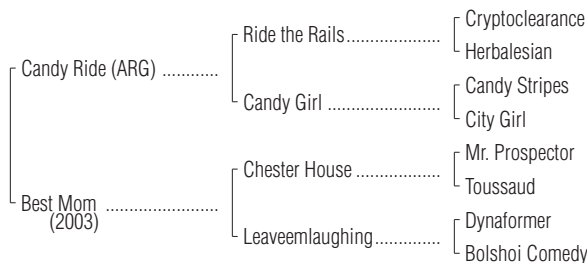 Cryptoclearance
Ride the Rails
Herbalesian
Candy Ride (ARG)
Candy Stripes
Candy Girl
City Girl
Mr. Prospector
Chester House
Toussaud
Best Mom
(2003)
Dynaformer
Leaveemlaughing
Bolshoi Comedy